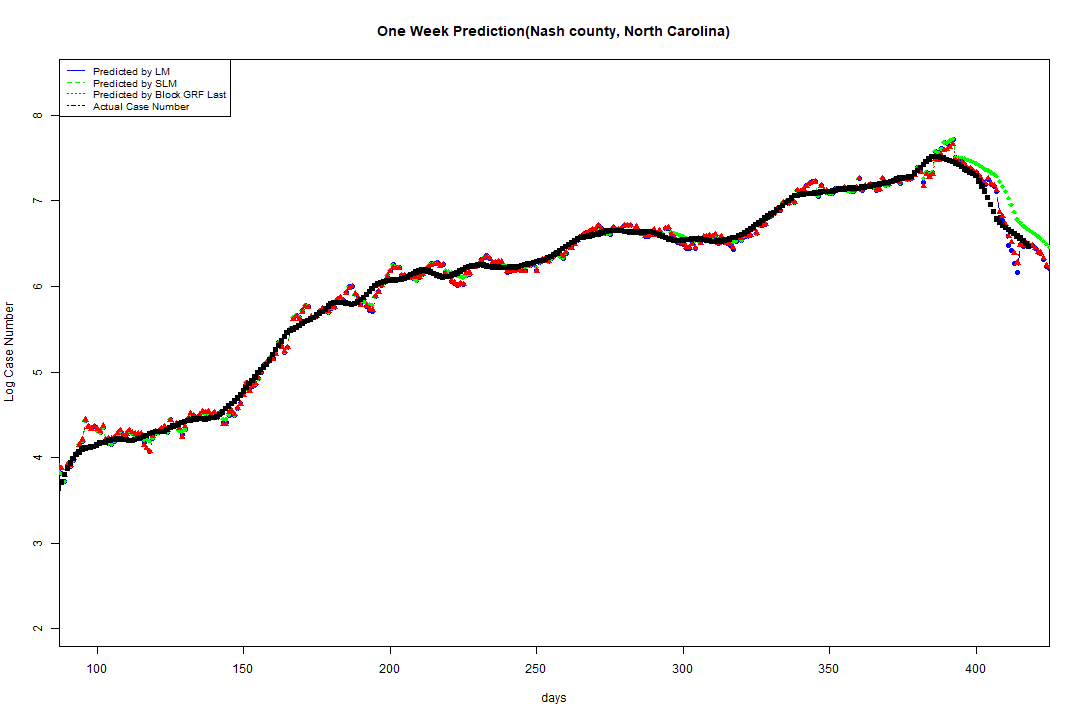 One Week Prediction(Nash county, North Carolina)
Predicted by LM
Predicted by SLM
Predicted by Block GRF Last
Actual Case Number
8
7
6
5
4
3
2
Log Case Number
100 150 200 250 300 350 400
days